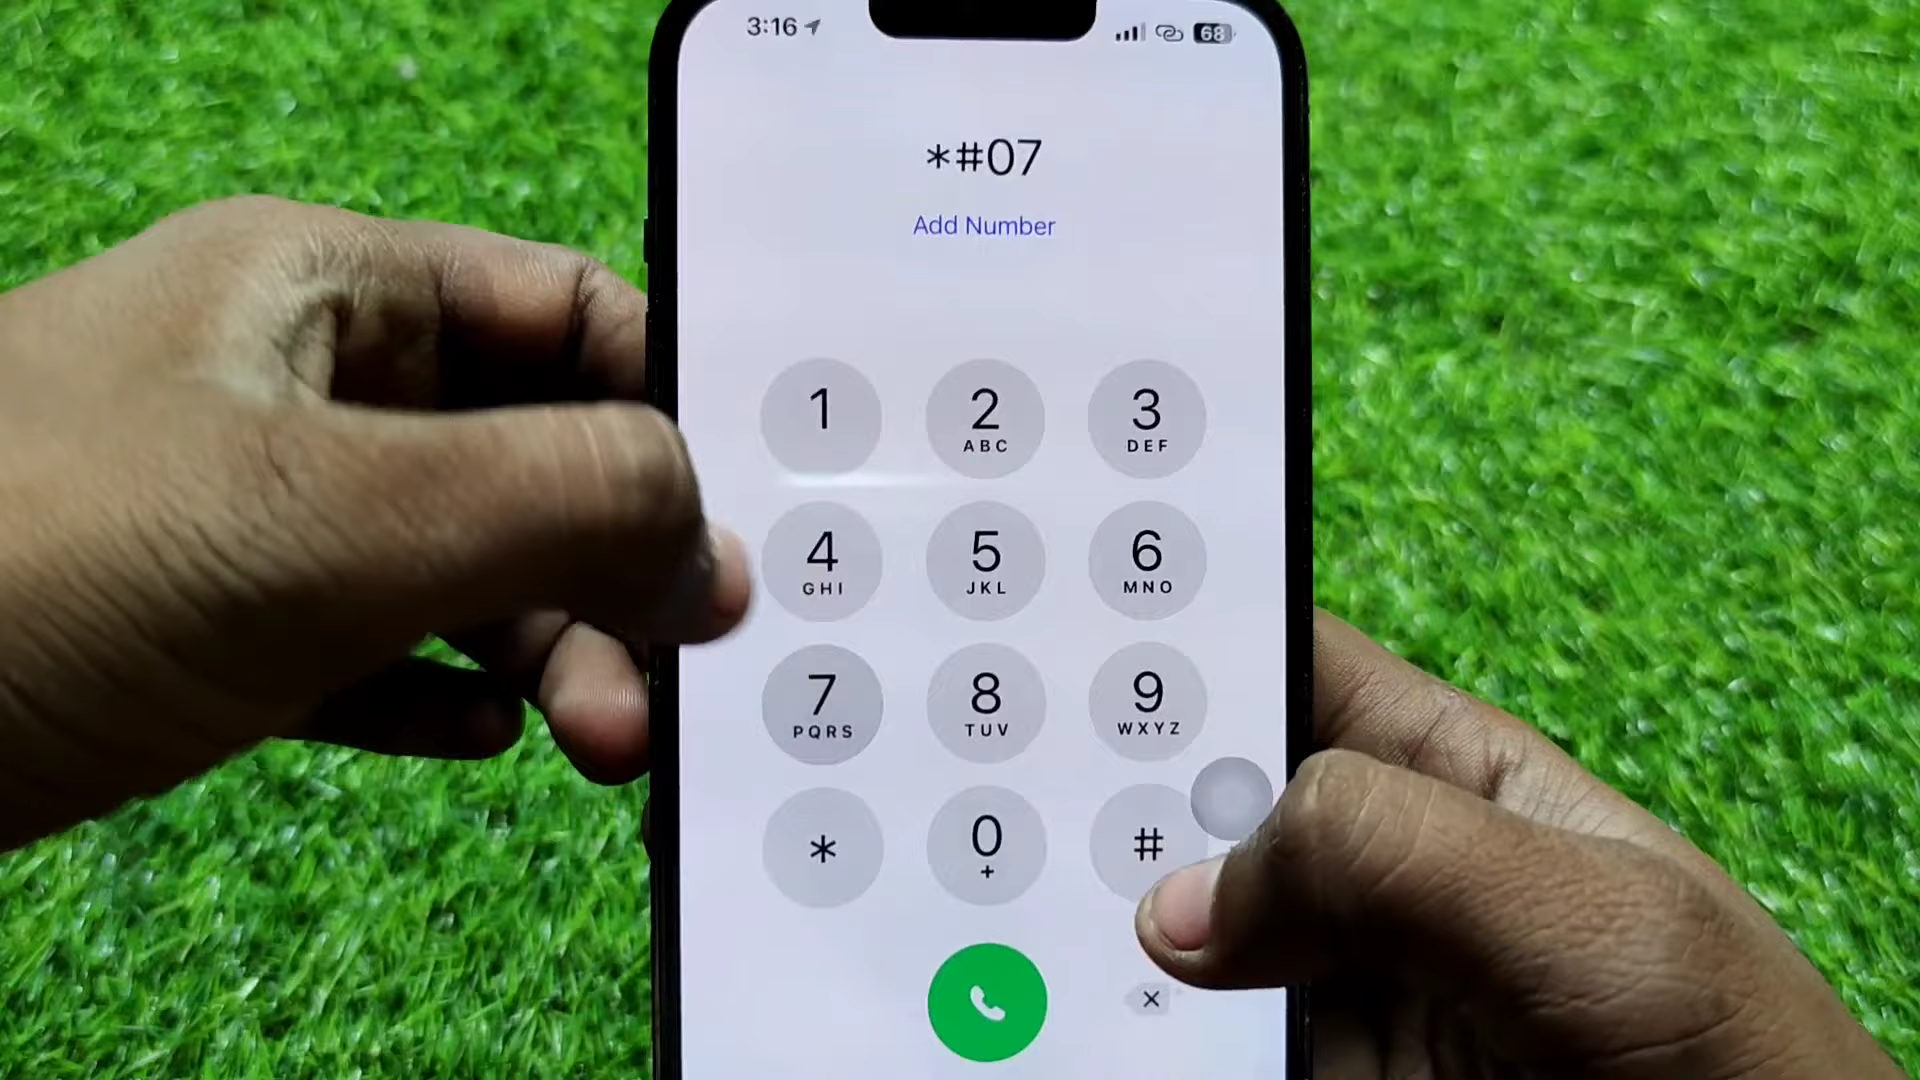 3:16 68
*#07
Add Number
1 2 3
ABC DEF
4 5 6
GHI JKL MNO
7 8 9
PQRS TUV WXYZ
* 0 #
+